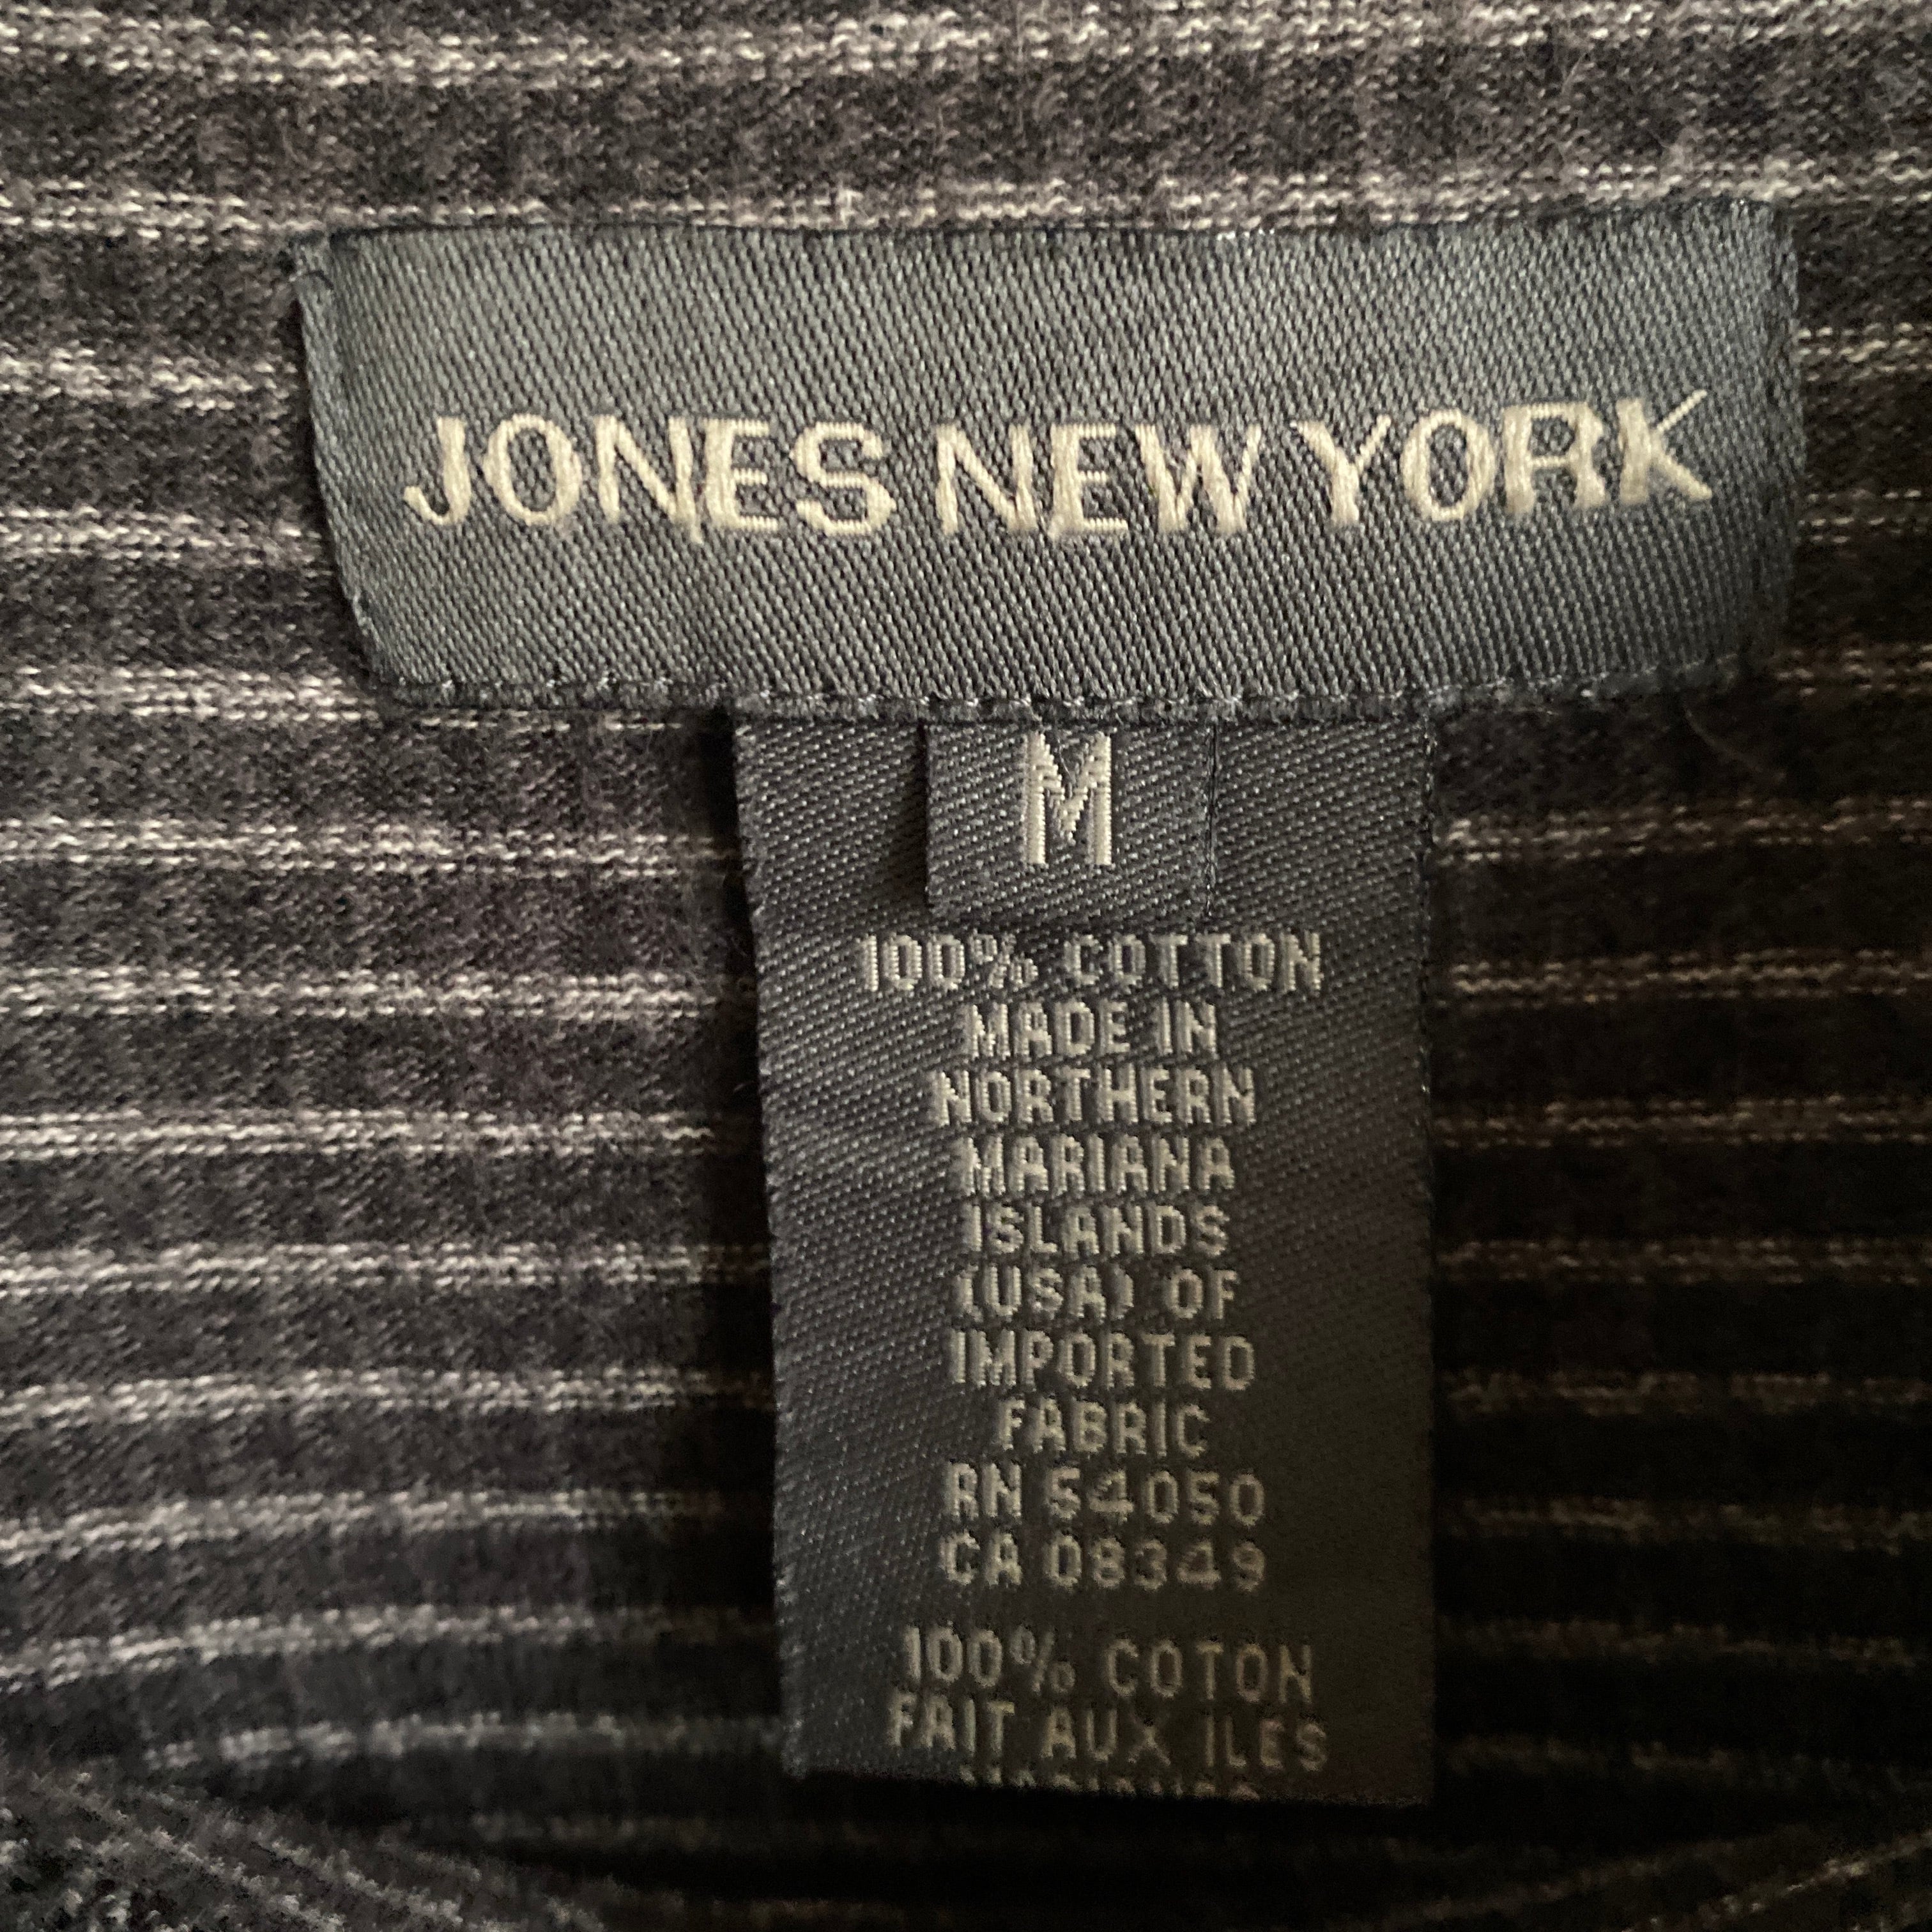 JONES NEW YORK
M
100% COTTON
MADE IN
NORTHERN
MARIANA
ISLANDS
(USA) OF
IMPORTED
FABRIC
RN 54050
CA 08349
100% COTON
FAIT AUX ILES